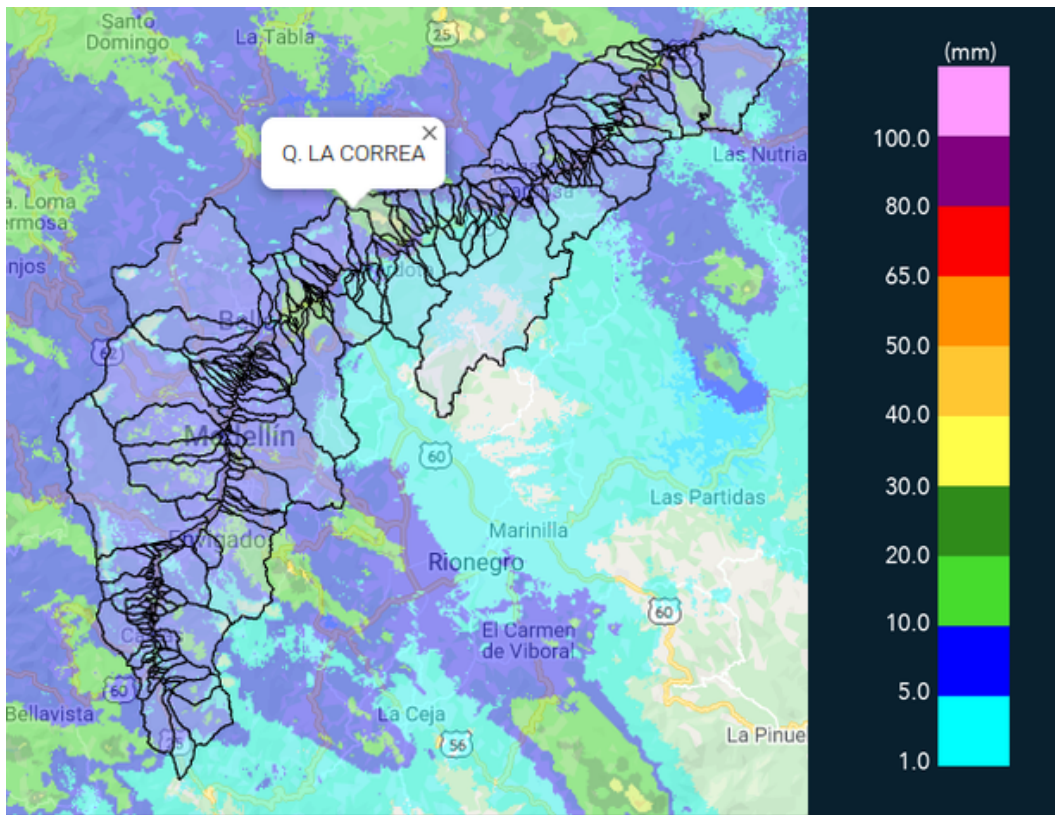 Santo
Domingo
La Tabla
25
Q. LA CORREA
Las Nutria
a. Loma
ermosa
njos
62
Medellín
60
Las Partidas
Marinilla
Envigado
Rionegro
60
El Carmen
de Viboral
60
Bellavista
La Ceja
56
La Pinue
(mm)
100.0
80.0
65.0
50.0
40.0
30.0
20.0
10.0
5.0
1.0